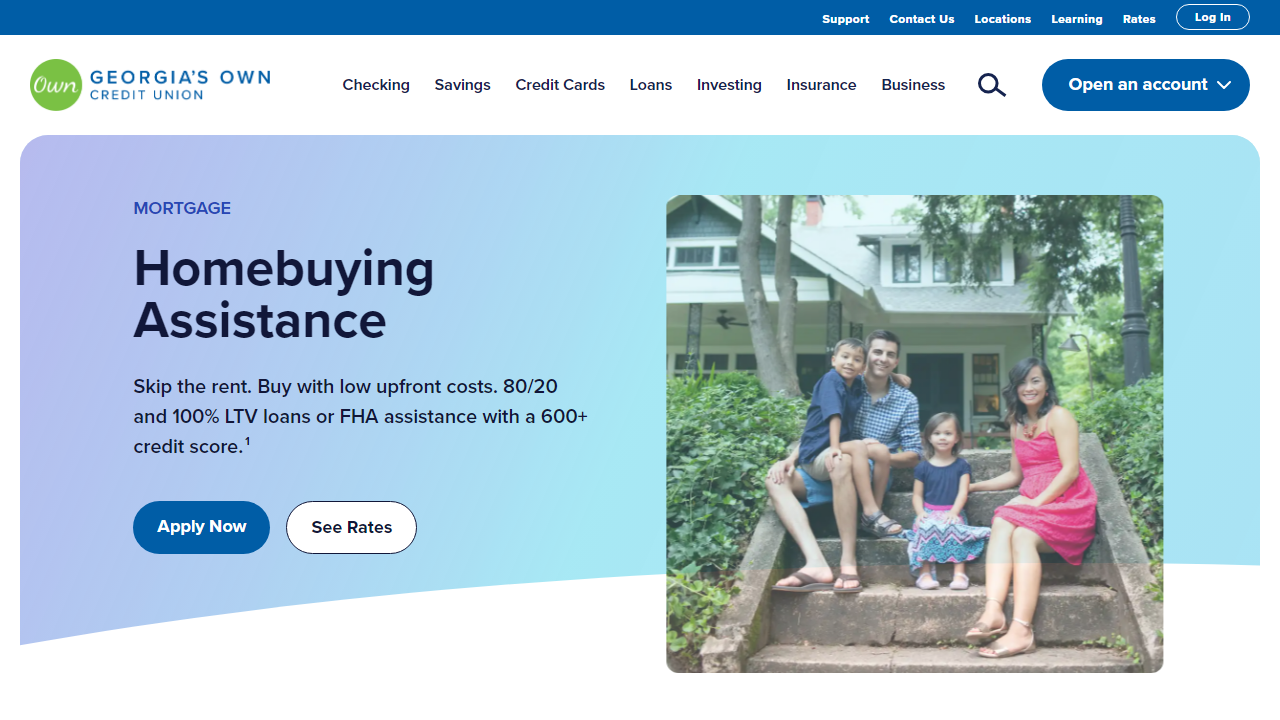 Support Contact Us Locations Learning Rates Log In
Own GEORGIA'S OWN
CREDIT UNION
Checking Savings Credit Cards Loans Investing Insurance Business Open an account
MORTGAGE
Homebuying
Assistance
Skip the rent. Buy with low upfront costs. 80/20
and 100% LTV loans or FHA assistance with a 600+
credit score.¹
Apply Now See Rates